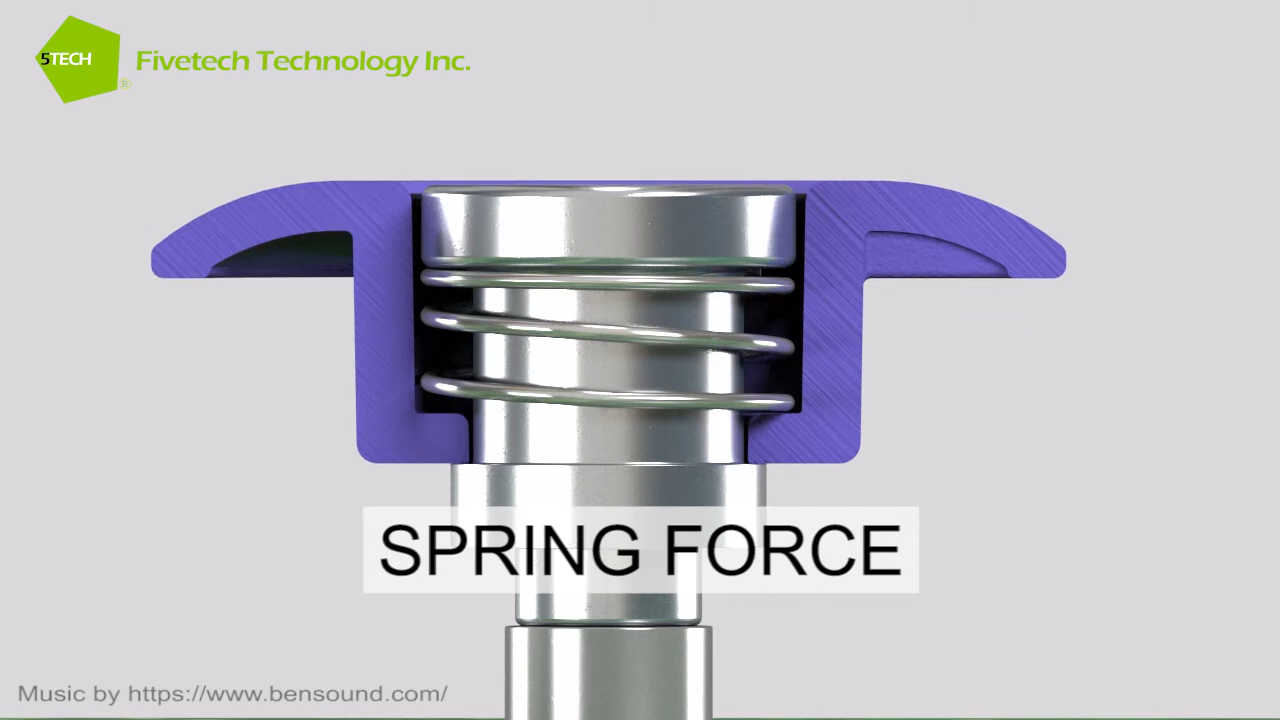 5TECH
®
Fivetech Technology Inc.
SPRING FORCE
Music by https://www.bensound.com/